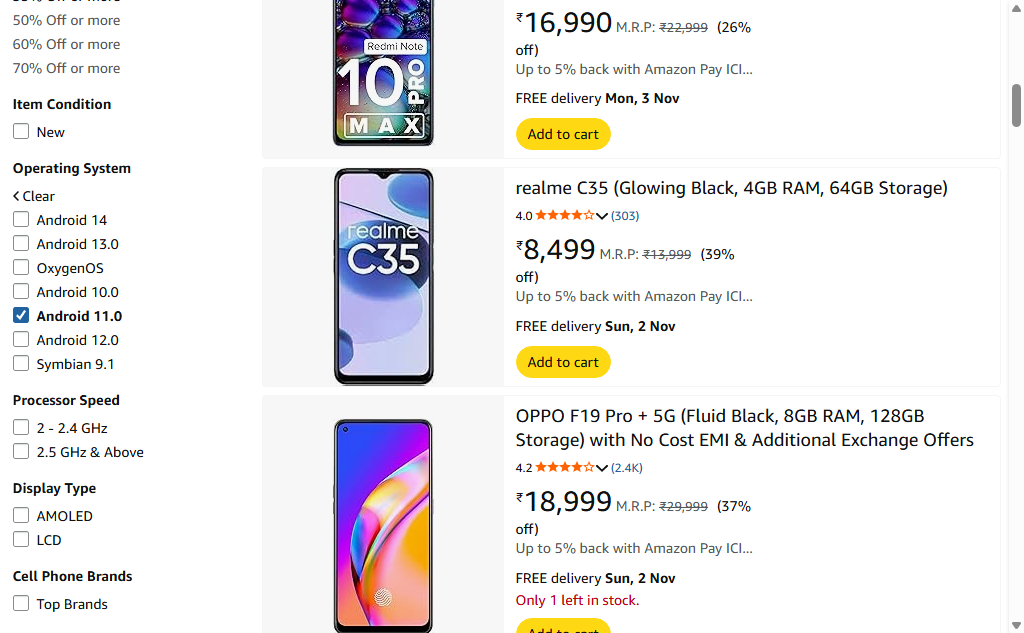 50% Off or more
60% Off or more
70% Off or more
Item Condition
New
Operating System
Clear
Android 14
Android 13.0
OxygenOS
Android 10.0
Android 11.0
Android 12.0
Symbian 9.1
Processor Speed
2 - 2.4 GHz
2.5 GHz & Above
Display Type
AMOLED
LCD
Cell Phone Brands
Top Brands
Redmi Note
10 PRO
MAX
₹16,990 M.R.P: ₹22,999 (26%
off)
Up to 5% back with Amazon Pay ICI...
FREE delivery Mon, 3 Nov
Add to cart
realme
C35
realme C35 (Glowing Black, 4GB RAM, 64GB Storage)
4.0 (303)
₹8,499 M.R.P: ₹13,999 (39%
off)
Up to 5% back with Amazon Pay ICI...
FREE delivery Sun, 2 Nov
Add to cart
OPPO F19 Pro + 5G (Fluid Black, 8GB RAM, 128GB
Storage) with No Cost EMI & Additional Exchange Offers
4.2 (2.4K)
₹18,999 M.R.P: ₹29,999 (37%
off)
Up to 5% back with Amazon Pay ICI...
FREE delivery Sun, 2 Nov
Only 1 left in stock.
Add to cart